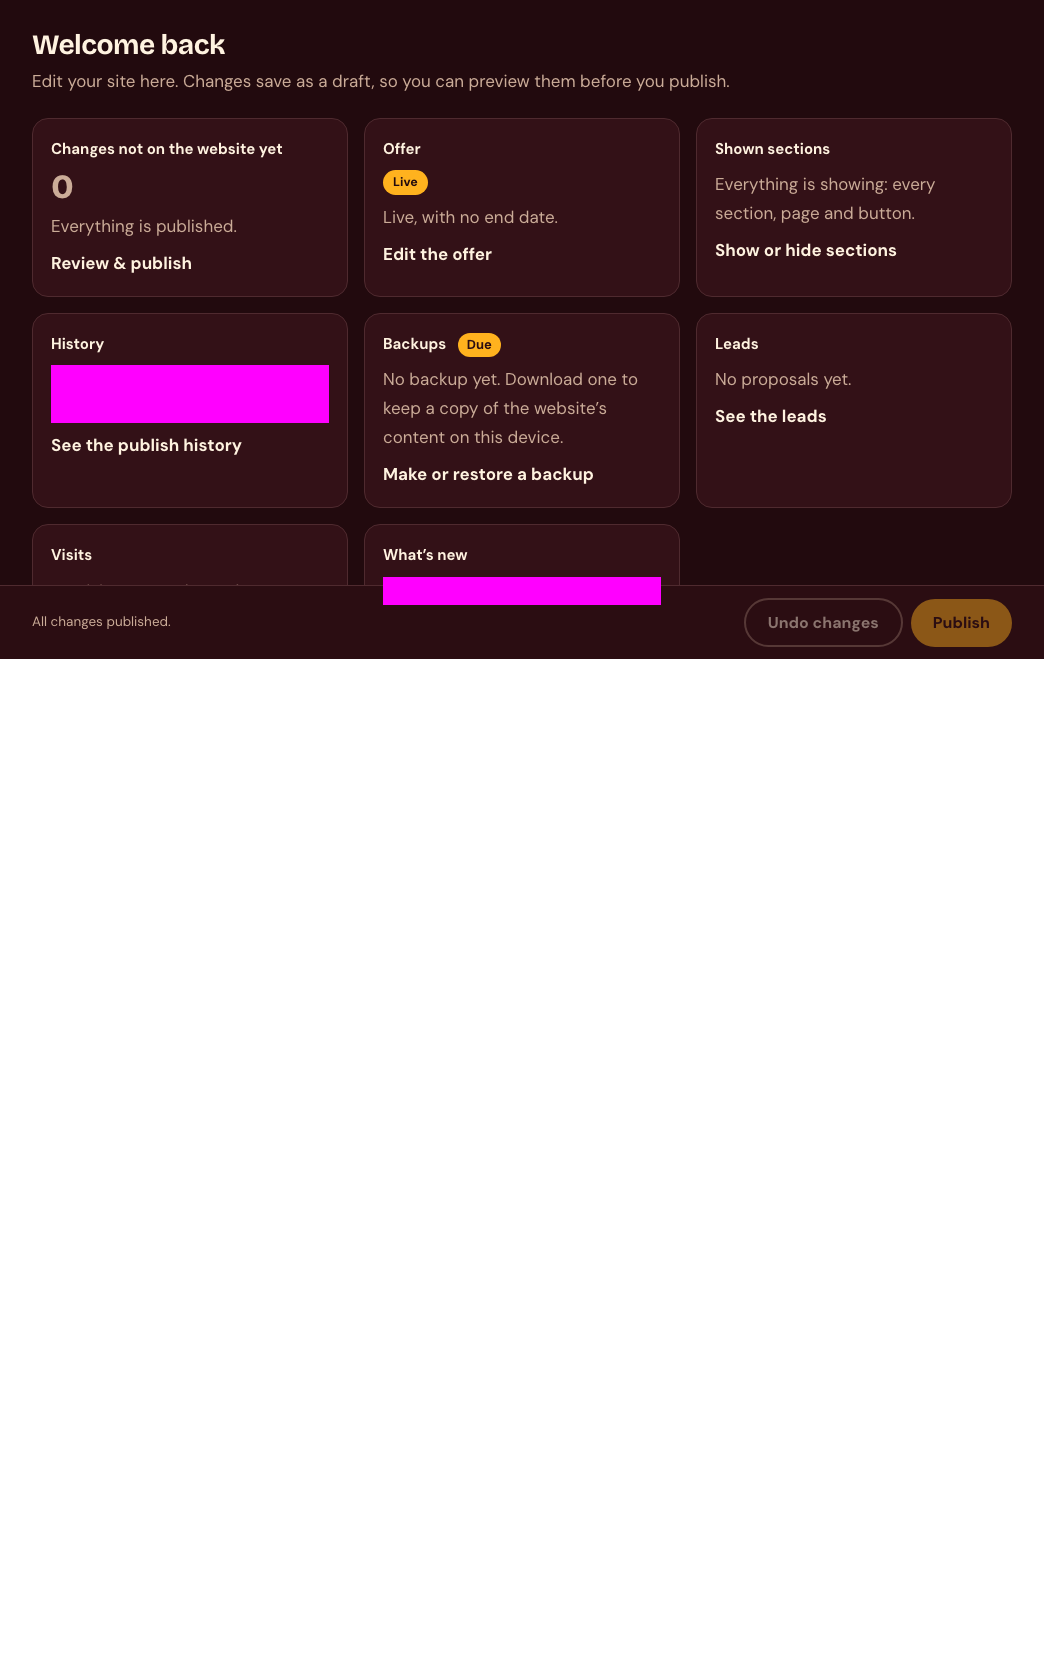 Welcome back
Edit your site here. Changes save as a draft, so you can preview them before you publish.
Changes not on the website yet
0
Everything is published.
Review & publish
Offer
Live
Live, with no end date.
Edit the offer
Shown sections
Everything is showing: every
section, page and button.
Show or hide sections
History
See the publish history
Backups
Due
No backup yet. Download one to
keep a copy of the website’s
content on this device.
Make or restore a backup
Leads
No proposals yet.
See the leads
Visits
What’s new
All changes published.
Undo changes
Publish